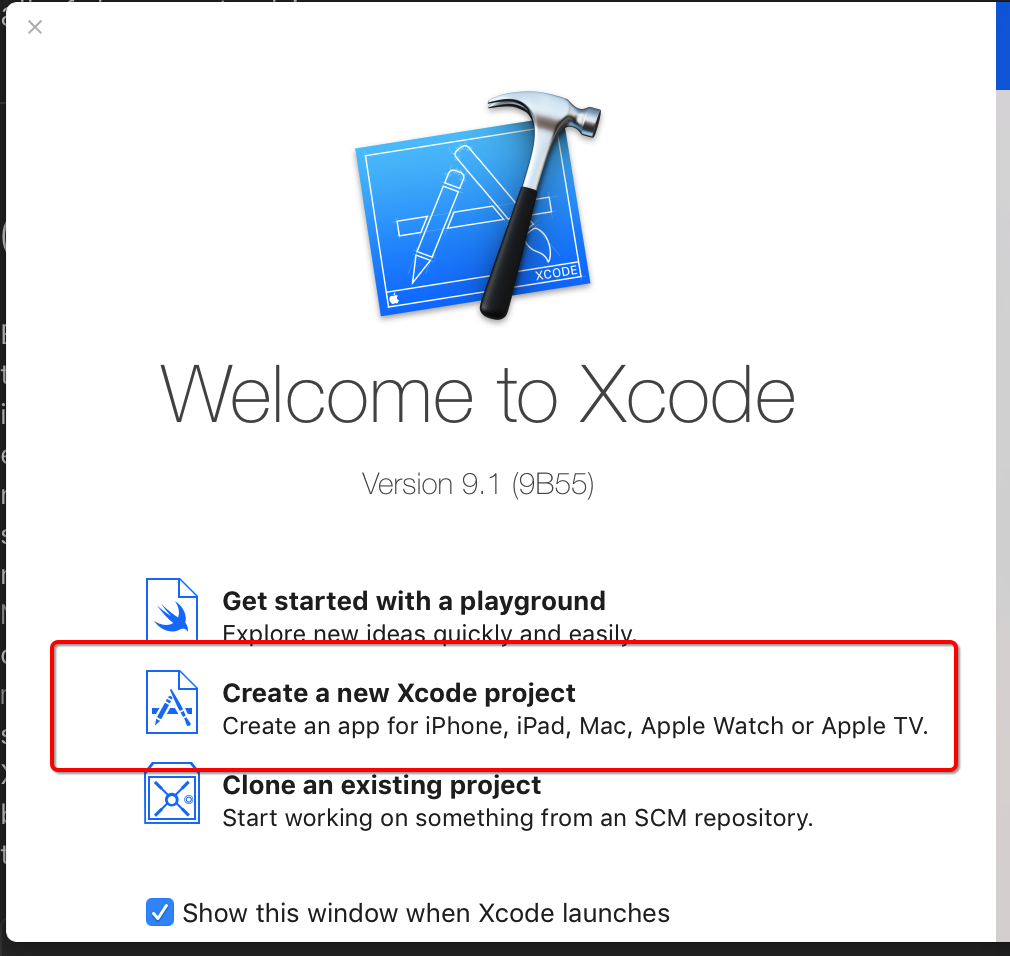 XCODE
Welcome to Xcode
Version 9.1 (9B55)
Get started with a playground
Explore new ideas quickly and easily.
Create a new Xcode project
Create an app for iPhone, iPad, Mac, Apple Watch or Apple TV.
Clone an existing project
Start working on something from an SCM repository.
Show this window when Xcode launches